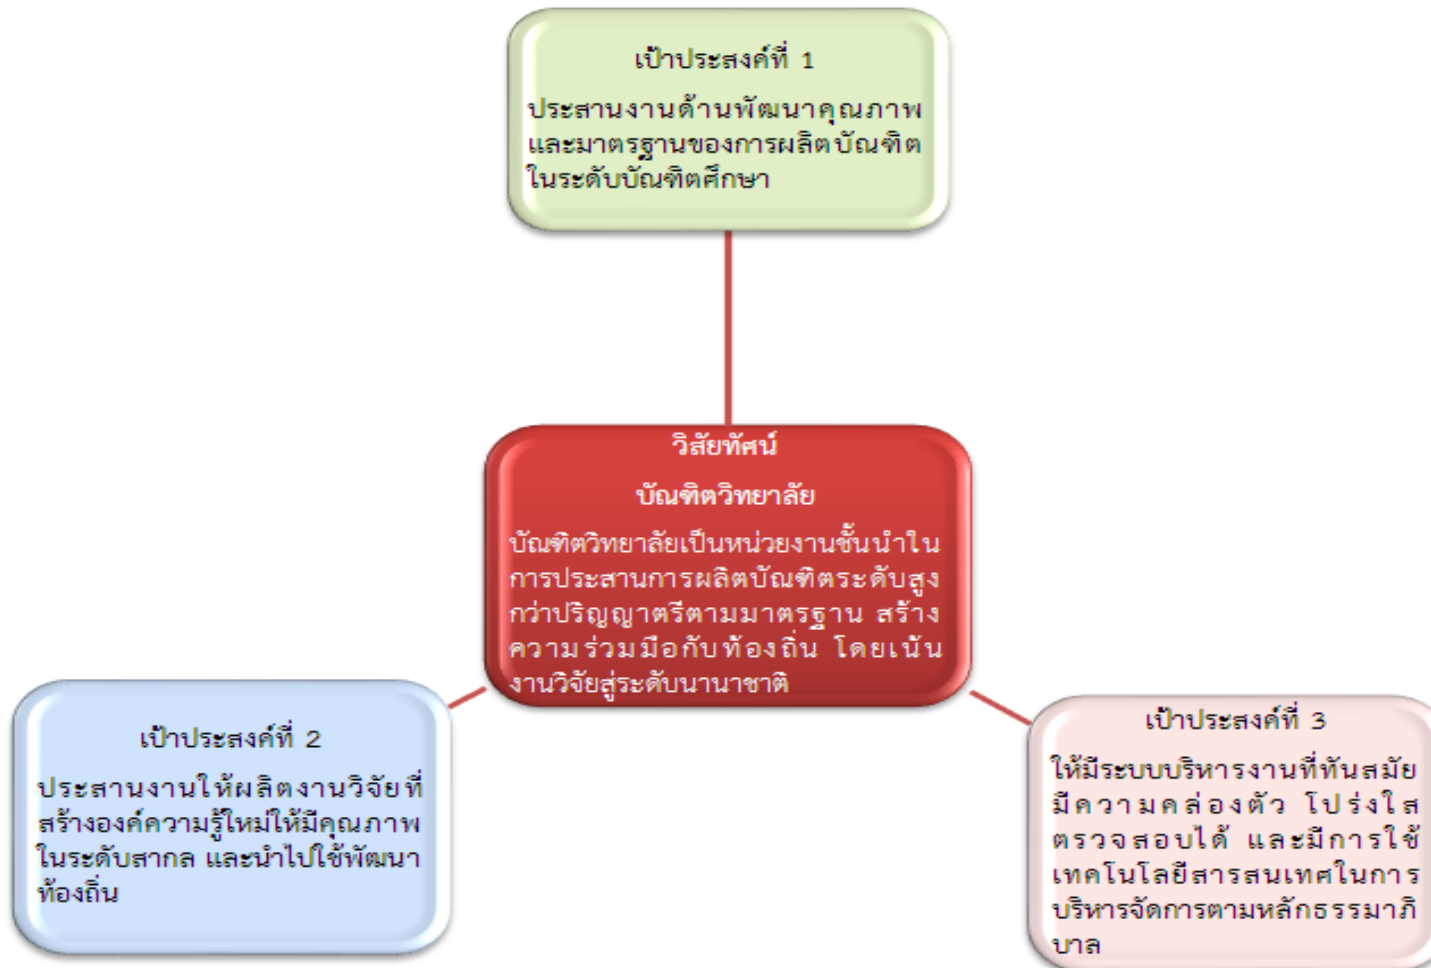 เป้าประสงค์ที่ 1
ประสานงานด้านพัฒนาคุณภาพ
และมาตรฐานของการผลิตบัณฑิต
ในระดับบัณฑิตศึกษา
วิสัยทัศน์
บัณฑิตวิทยาลัย
บัณฑิตวิทยาลัยเป็นหน่วยงานชั้นนำใน
การประสานการผลิตบัณฑิตระดับสูง
กว่าปริญญาตรีตามมาตรฐาน สร้าง
ความร่วมมือกับท้องถิ่น โดยเน้น
งานวิจัยสู่ระดับนานาชาติ
เป้าประสงค์ที่ 2
ประสานงานให้ผลิตงานวิจัยที่
สร้างองค์ความรู้ใหม่ให้มีคุณภาพ
ในระดับสากล และนำไปใช้พัฒนา
ท้องถิ่น
เป้าประสงค์ที่ 3
ให้มีระบบบริหารงานที่ทันสมัย
มีความคล่องตัว โปร่งใส
ตรวจสอบได้ และมีการใช้
เทคโนโลยีสารสนเทศในการ
บริหารจัดการตามหลักธรรมาภิ
บาล